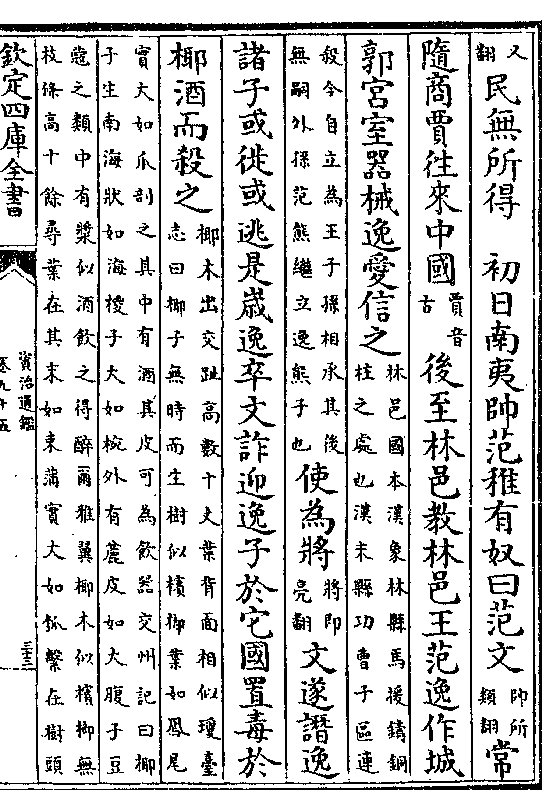 又翻民無所得　初日南夷帥范稚有奴曰范文帥所類翻常
隨商賈往來中國賈音古後至林邑教林邑王范逸作城
郭宮室器械逸愛信之林邑國本漢象林縣馬援鑄銅柱之處也漢末縣功曹子區連
殺令自立為王子孫相承其後無嗣外孫范熊繼立逸熊子也使為將將即亮翻文遂譖逸
諸子或徙或逃是歳逸卒文詐迎逸子於它國置毒於
椰酒而殺之椰木出交趾高數十丈葉背面相似瓊臺志曰椰子無時而生樹似檳榔葉如鳳尾
實大如瓜剖之其中有酒其皮可為飲器交州記曰椰
子生南海狀如海椶子大如椀外有麄皮如大腹子豆
蔲之類中有漿似酒飲之得醉爾雅翼椰木似檳榔無
枝條高十餘尋葉在其末如束蒲實大如瓠繫在樹頭
欽定四庫全書
資治通鑑
卷九十五